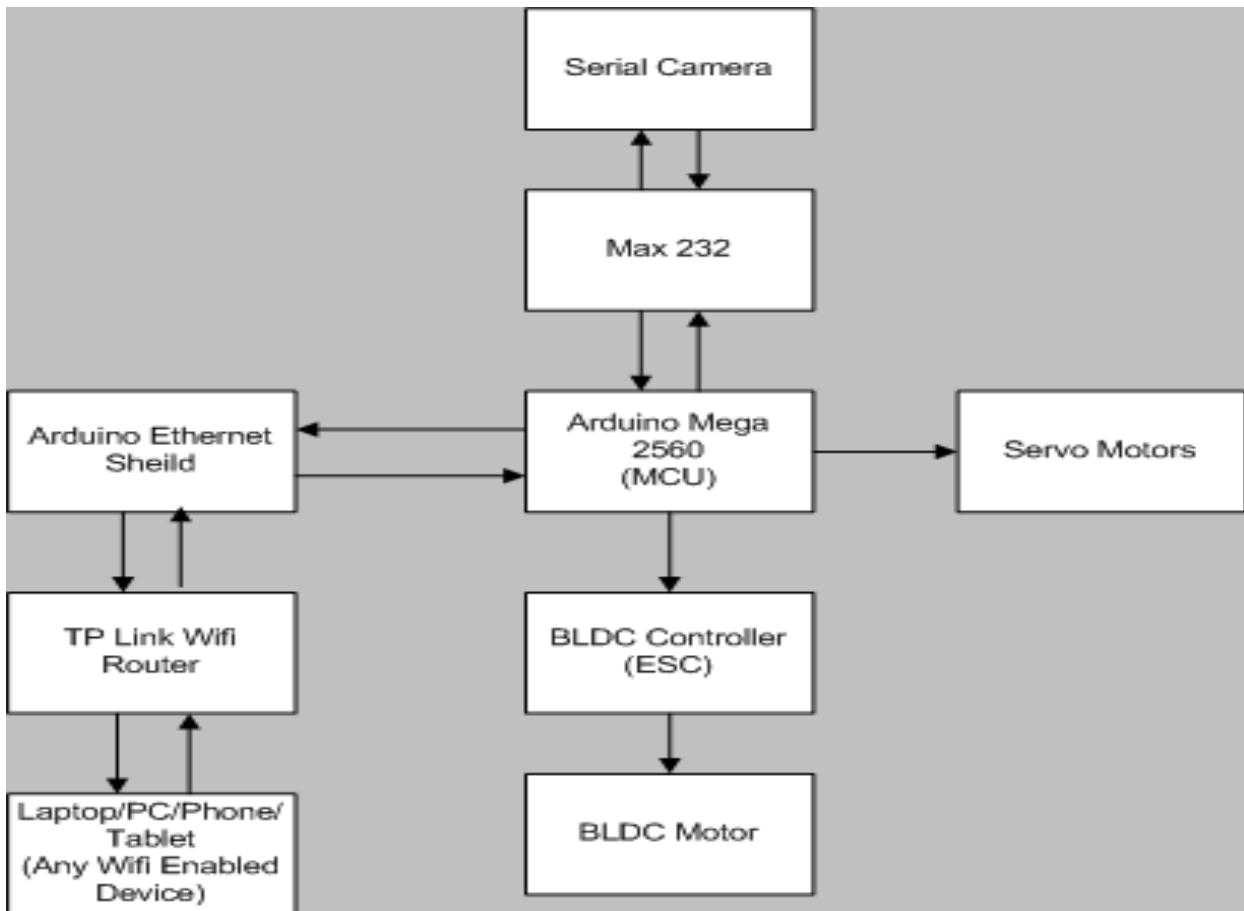 Serial Camera
Max 232
Arduino Ethernet
Sheild
Arduino Mega
2560
(MCU)
Servo Motors
TP Link Wifi
Router
BLDC Controller
(ESC)
Laptop/PC/Phone/
Tablet
(Any Wifi Enabled
Device)
BLDC Motor